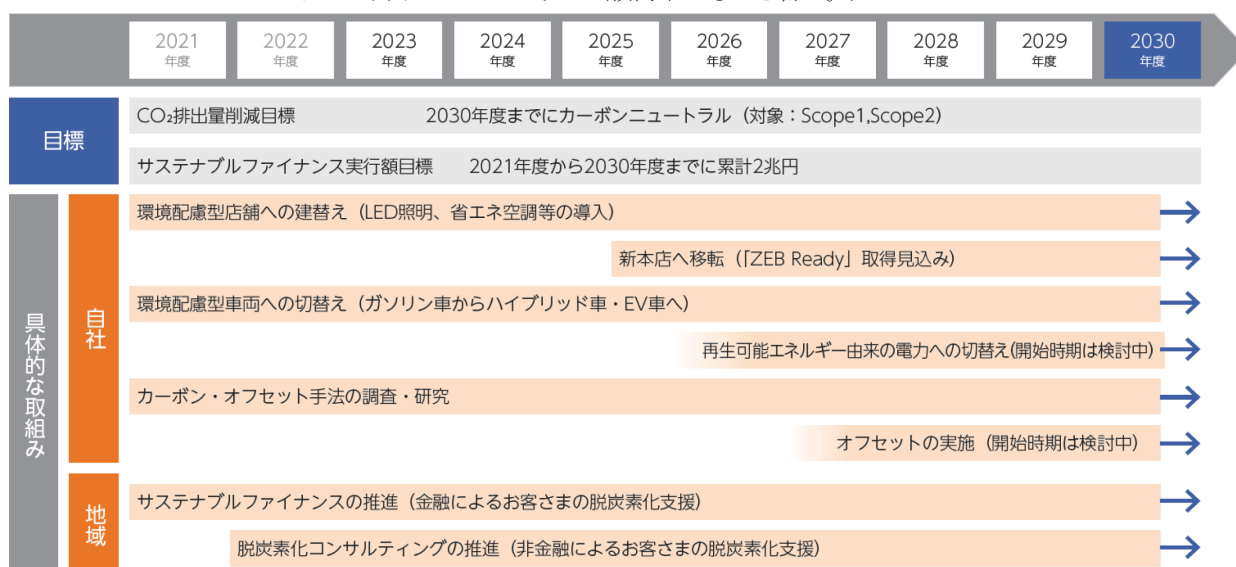 2021
年度
2022
年度
2023
年度
2024
年度
2025
年度
2026
年度
2027
年度
2028
年度
2029
年度
2030
年度
目標
CO₂排出量削減目標 2030年度までにカーボンニュートラル（対象：Scope1,Scope2）
サステナブルファイナンス実行額目標 2021年度から2030年度までに累計2兆円
具体的な取組み
自社
環境配慮型店舗への建替え（LED照明、省エネ空調等の導入）
新本店へ移転（「ZEB Ready」取得見込み）
環境配慮型車両への切替え（ガソリン車からハイブリッド車・EV車へ）
再生可能エネルギー由来の電力への切替え(開始時期は検討中)
カーボン・オフセット手法の調査・研究
オフセットの実施（開始時期は検討中）
地域
サステナブルファイナンスの推進（金融によるお客さまの脱炭素化支援）
脱炭素化コンサルティングの推進（非金融によるお客さまの脱炭素化支援）